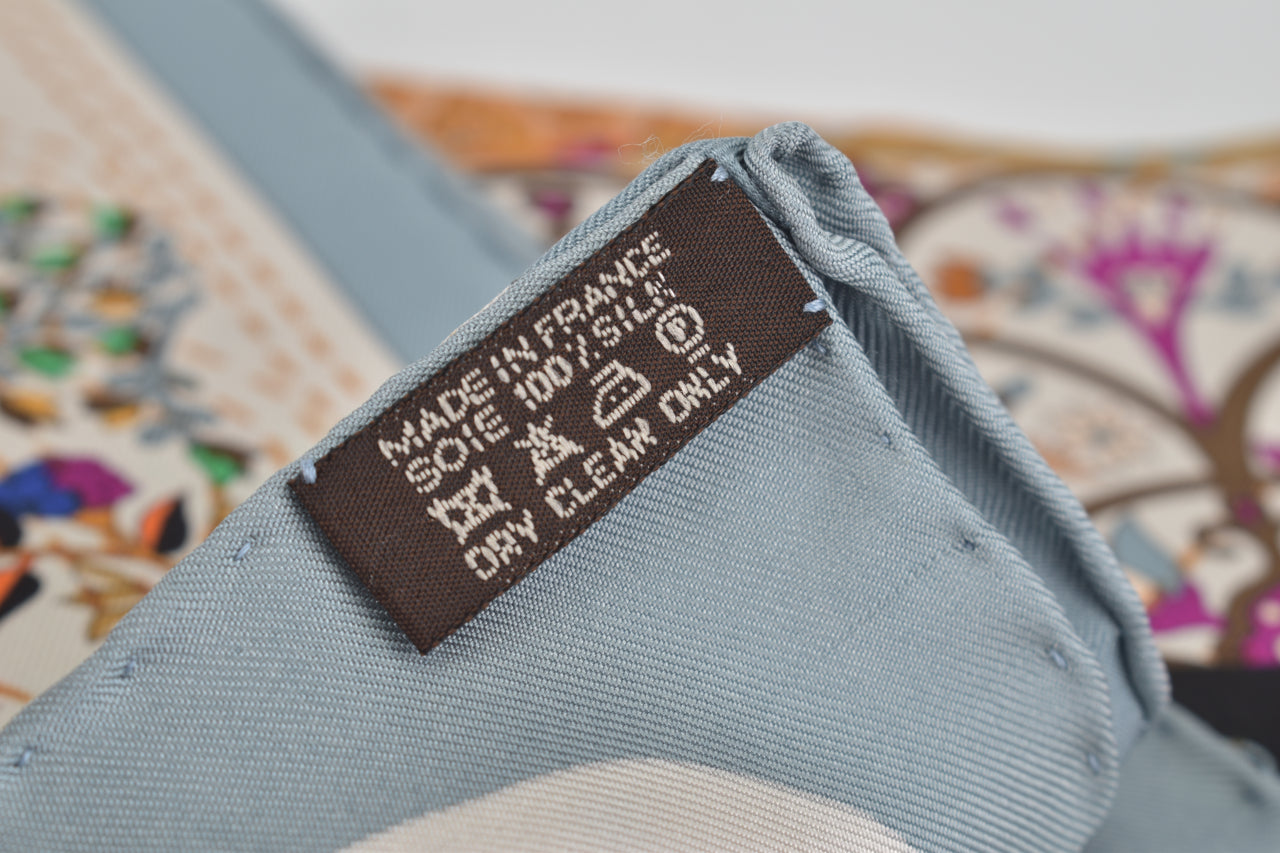 MADE IN FRANCE
SOIE 100% SILK
P
DRY CLEAN ONLY